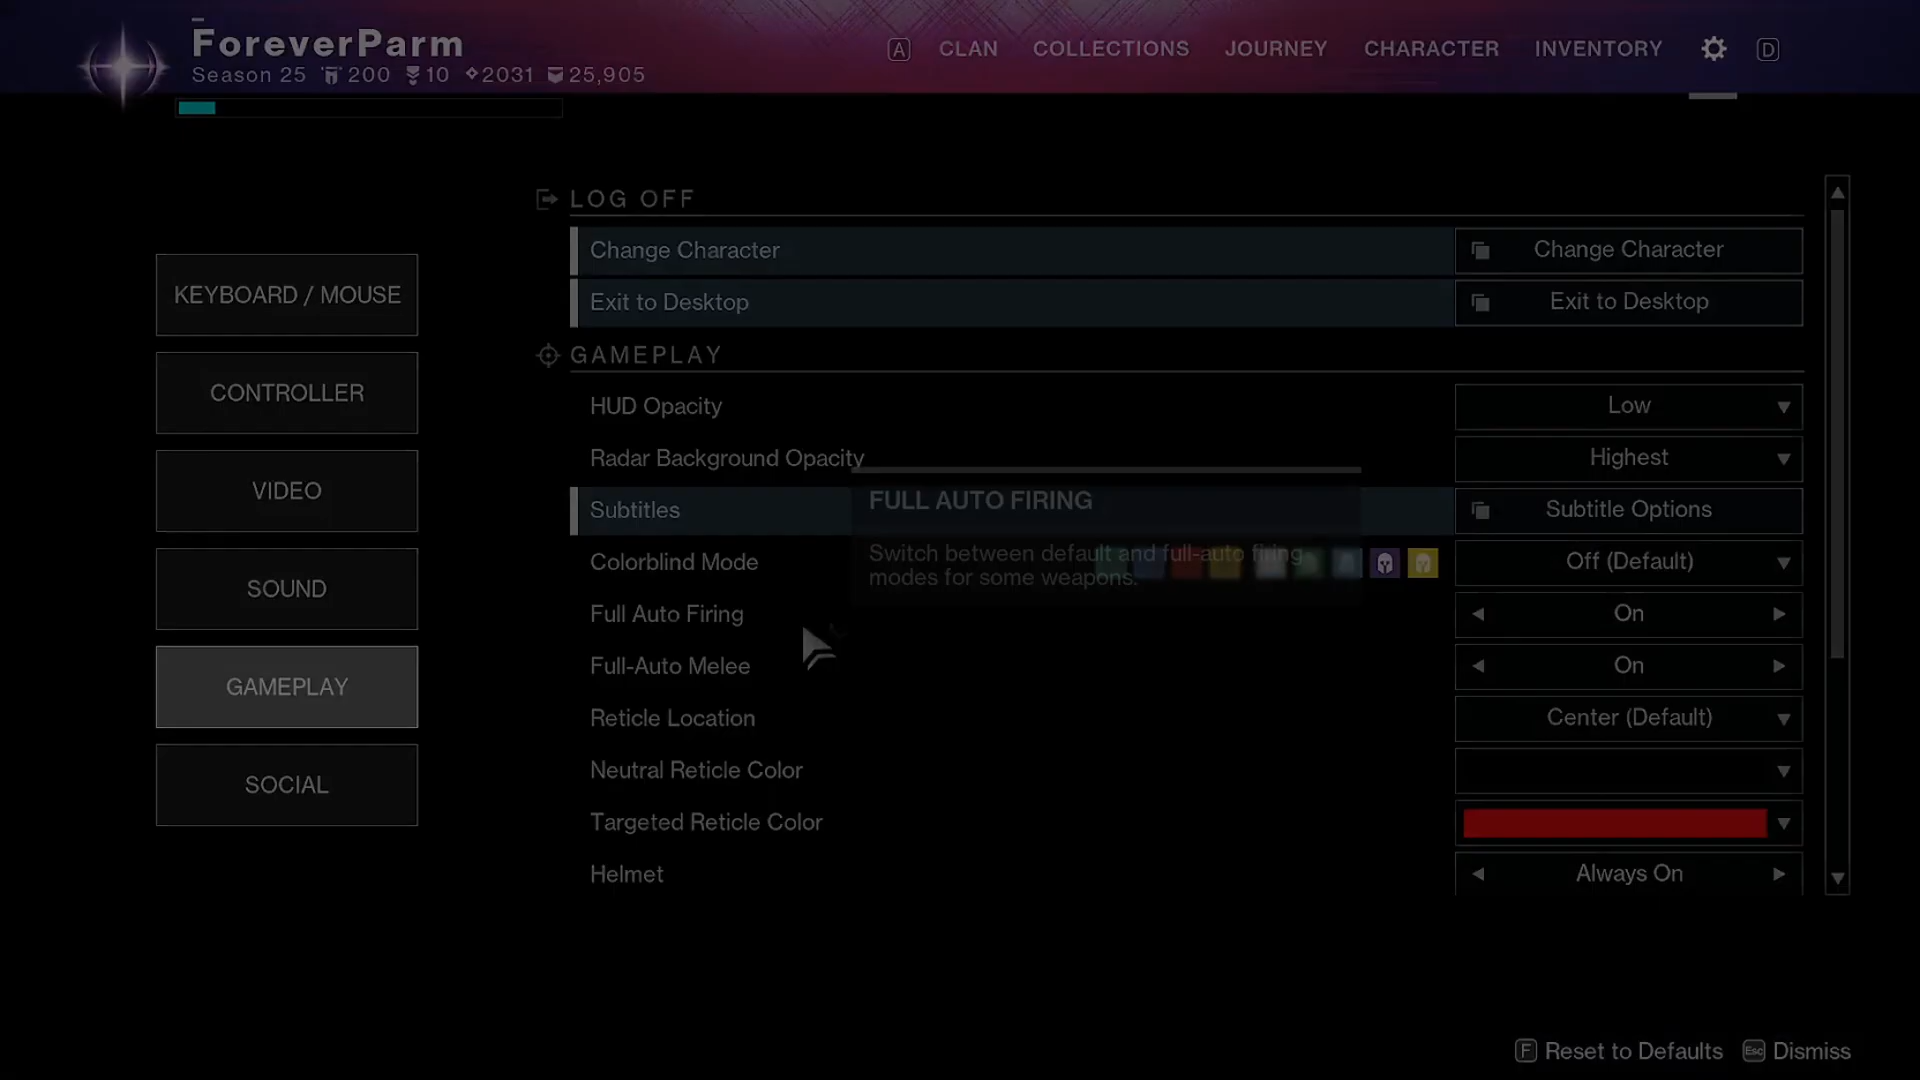 ForeverParm
Season 25 200 10 2031 25,905
A CLAN COLLECTIONS JOURNEY CHARACTER INVENTORY D
LOG OFF
Change Character Change Character
Exit to Desktop Exit to Desktop
GAMEPLAY
HUD Opacity Low
Radar Background Opacity Highest
Subtitles Subtitle Options
FULL AUTO FIRING
Switch between default and full-auto firing
modes for some weapons.
Colorblind Mode Off (Default)
Full Auto Firing On
Full-Auto Melee On
Reticle Location Center (Default)
Neutral Reticle Color
Targeted Reticle Color
Helmet Always On
KEYBOARD / MOUSE
CONTROLLER
VIDEO
SOUND
GAMEPLAY
SOCIAL
F Reset to Defaults Esc Dismiss